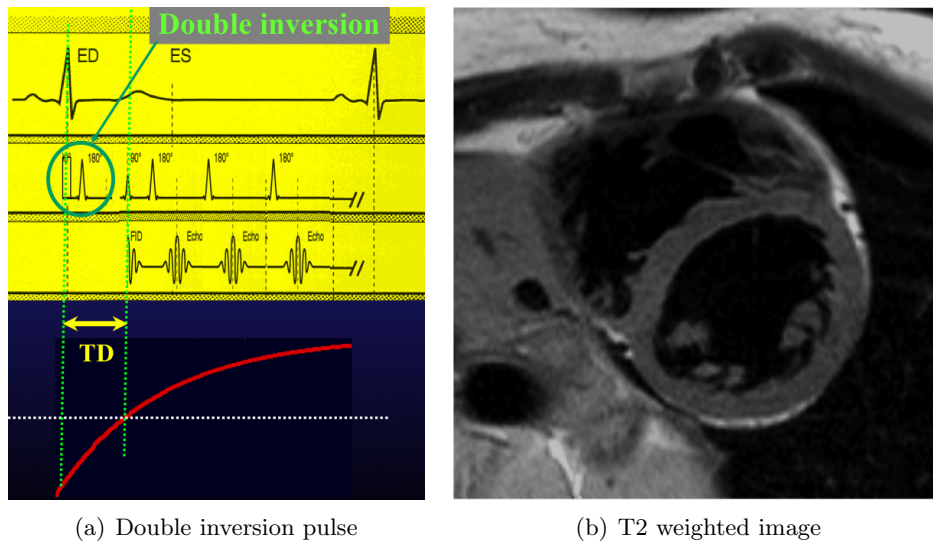 Double inversion
ED ES
180° 90° 180° 180° 180°
FID Echo Echo Echo
TD
(a) Double inversion pulse
(b) T2 weighted image